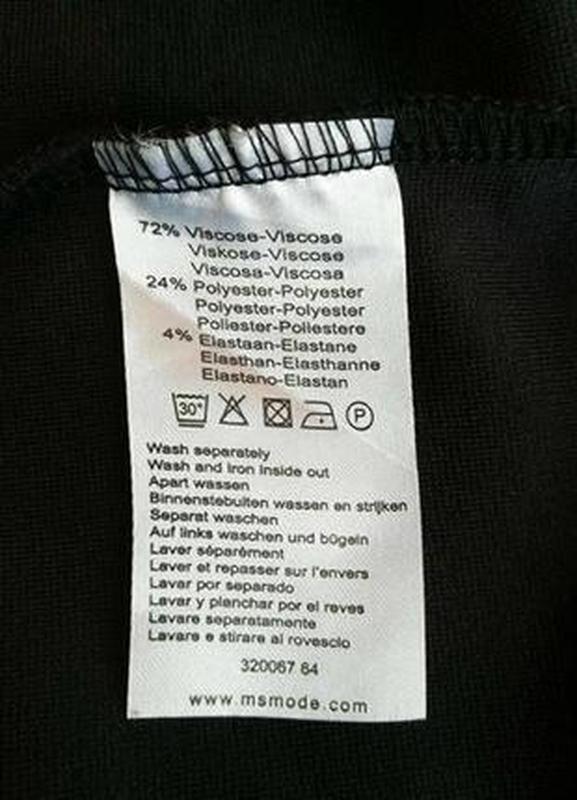 72% Viscose-Viscose
Viskose-Viscose
Viscosa-Viscosa
24% Polyester-Polyester
Polyester-Polyester
Poliester-Poliestere
4% Elastaan-Elastane
Elasthan-Elasthanne
Elastano-Elastan
30° P
Wash separately
Wash and iron inside out
Apart wassen
Binnenstebuiten wassen en strijken
Separat waschen
Auf links waschen und bügeln
Laver séparément
Laver et repasser sur l'envers
Lavar por separado
Lavar y planchar por el reves
Lavare separatamente
Lavare e stirare al rovescio
320067 84
www.msmode.com